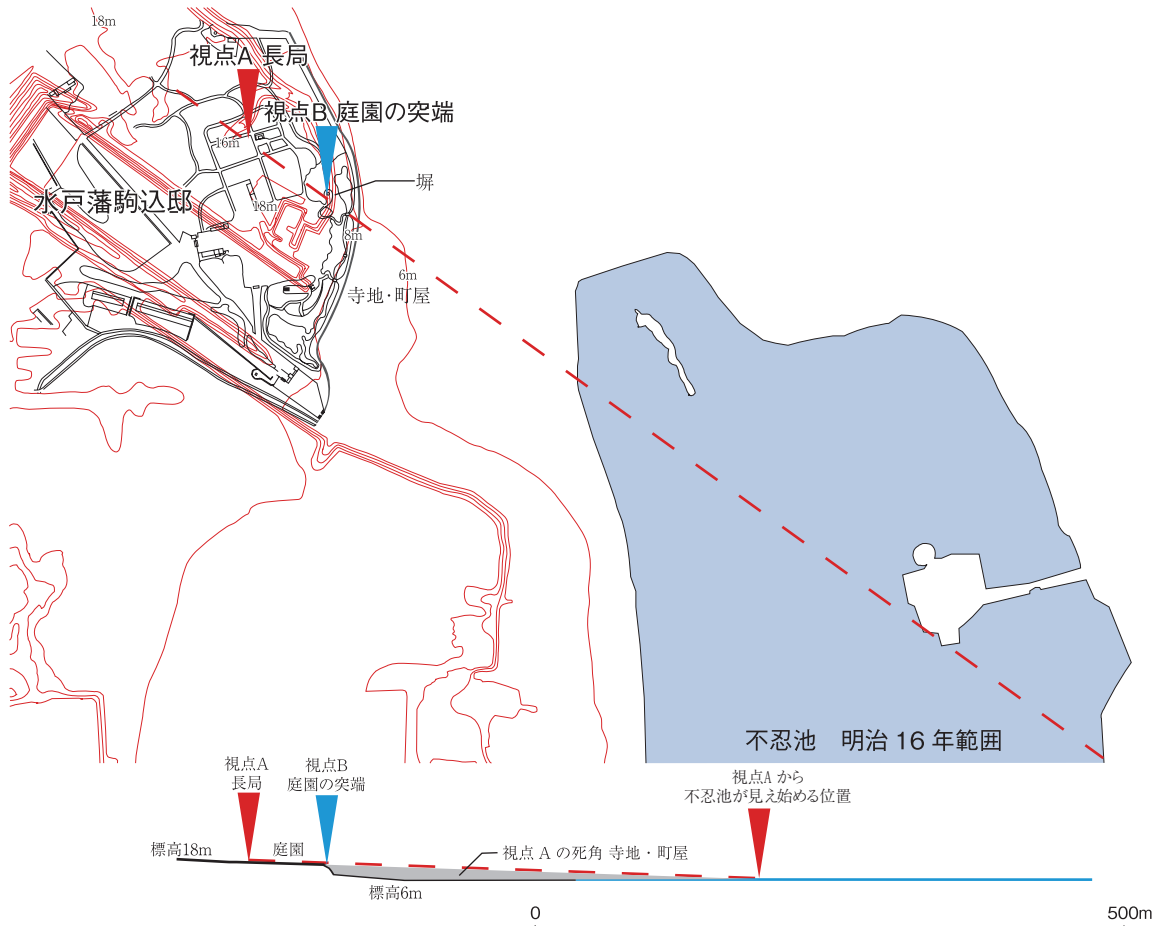 18m
視点A 長局
視点B 庭園の突端
16m
塀
水戸藩駒込邸
18m
8m
6m
寺地・町屋
不忍池　明治 16 年範囲
視点A
長局
視点B
庭園の突端
視点A から
不忍池が見え始める位置
標高18m
庭園
視点 A の死角 寺地・町屋
標高6m
0
500m